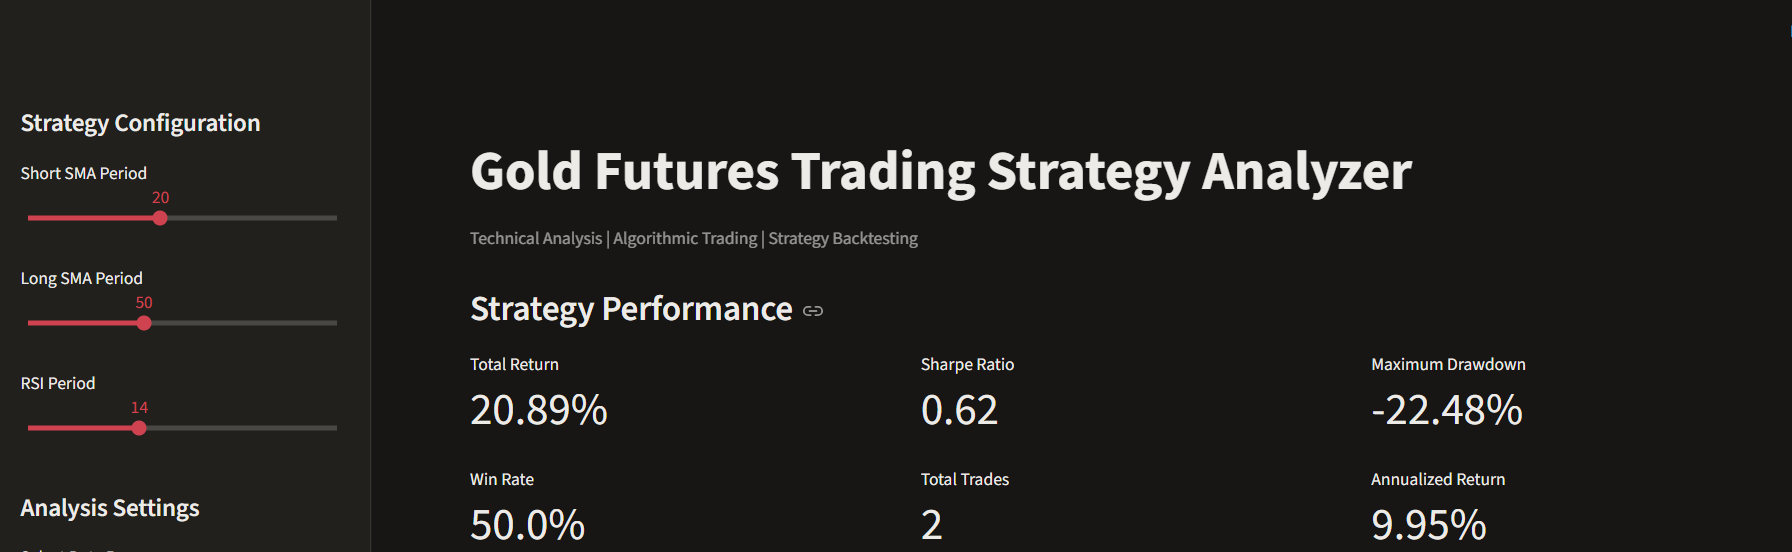 Strategy Configuration
Short SMA Period
20
Long SMA Period
50
RSI Period
14
Analysis Settings
Gold Futures Trading Strategy Analyzer
Technical Analysis | Algorithmic Trading | Strategy Backtesting
Strategy Performance
Total Return
20.89%
Sharpe Ratio
0.62
Maximum Drawdown
-22.48%
Win Rate
50.0%
Total Trades
2
Annualized Return
9.95%